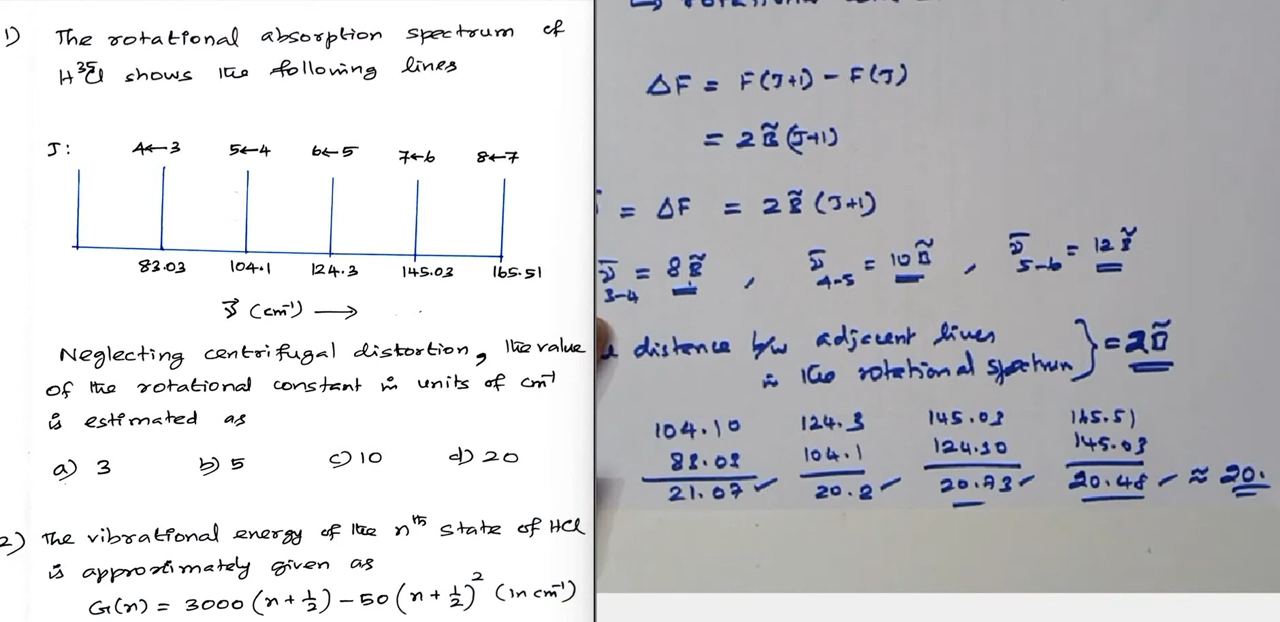 1) The rotational absorption spectrum of
H³⁵Cl shows the following lines
J: 4←3 5←4 6←5 7←6 8←7
83.03 104.1 124.3 145.03 165.51
ν̄ (cm⁻¹) →
Neglecting centrifugal distortion, the value
of the rotational constant in units of cm⁻¹
is estimated as
a) 3 b) 5 c) 10 d) 20
2) The vibrational energy of the nᵗʰ state of HCl
is approximately given as
G(n) = 3000 (n + ½) – 50 (n + ½)² (in cm⁻¹)
ΔF = F(J+1) – F(J)
= 2B̃ (J+1)
= ΔF = 2B̃ (J+1)
ν̄ 3-4 = 8B̃ , ν̄ 4-5 = 10B̃ , ν̄ 5-6 = 12B̃
distance b/w adjacent lines
in the rotational spectrum } = 2B̃
104.10 124.3 145.03 165.51
83.03 104.1 124.30 145.03
21.07 ✓ 20.2 ✓ 20.73 ✓ 20.48 ✓ ≈ 20.